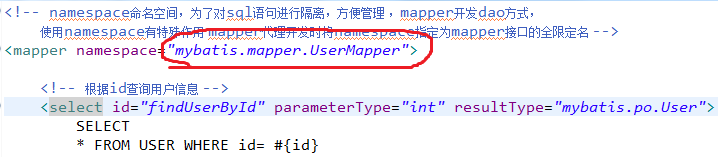 <!-- namespace命名空间，为了对sql语句进行隔离，方便管理 ，mapper开发dao方式，
使用namespace有特殊作用 mapper代理开发时将namespace指定为mapper接口的全限定名 -->
<mapper namespace="mybatis.mapper.UserMapper">
<!-- 根据id查询用户信息 -->
<select id="findUserById" parameterType="int" resultType="mybatis.po.User">
SELECT
* FROM USER WHERE id= #{id}